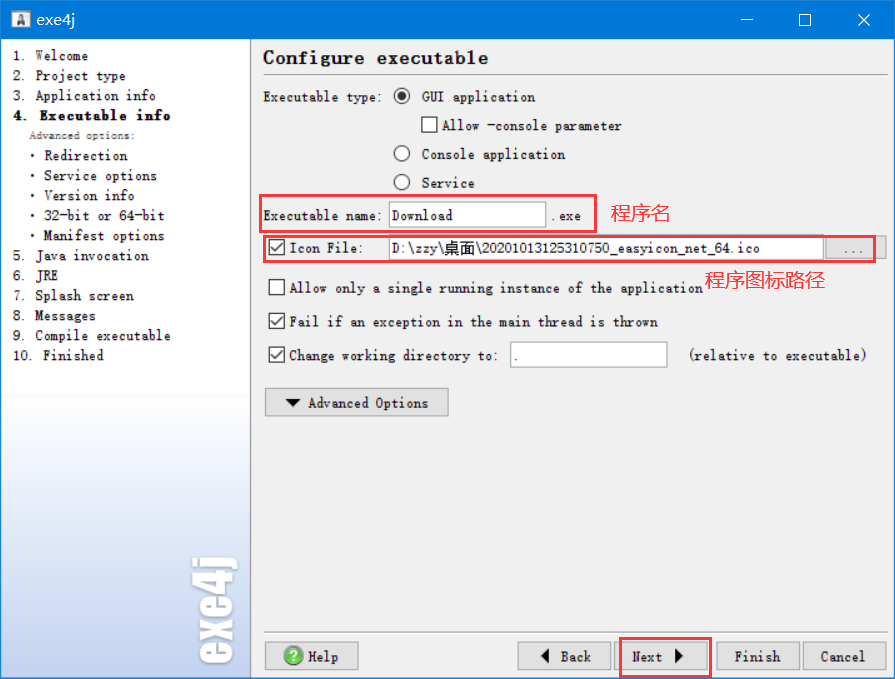 exe4j
1. Welcome
2. Project type
3. Application info
4. Executable info
Advanced options:
· Redirection
· Service options
· Version info
· 32-bit or 64-bit
· Manifest options
5. Java invocation
6. JRE
7. Splash screen
8. Messages
9. Compile executable
10. Finished
exe4j
Configure executable
Executable type: GUI application
Allow -console parameter
Console application
Service
Executable name: Download .exe 程序名
Icon File: D:\zzy\桌面\20201013125310750_easyicon_net_64.ico ...
程序图标路径
Allow only a single running instance of the application
Fail if an exception in the main thread is thrown
Change working directory to: . (relative to executable)
Advanced Options
Help Back Next Finish Cancel